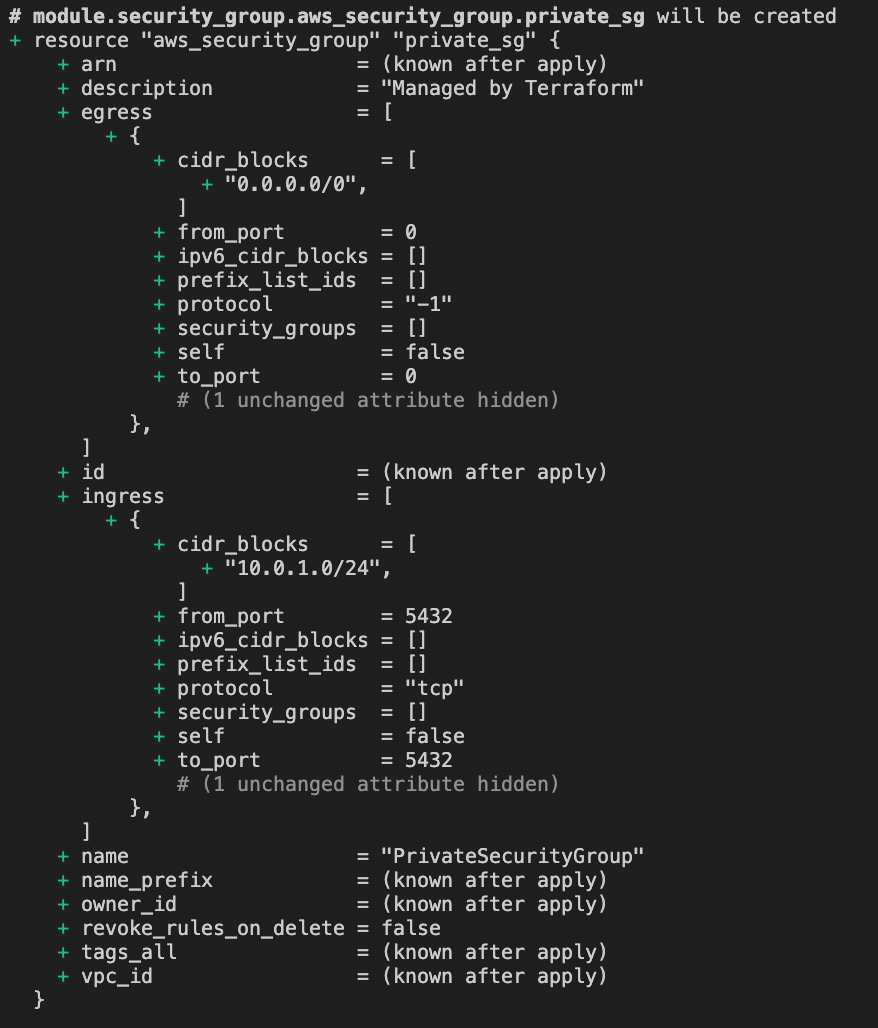 # module.security_group.aws_security_group.private_sg will be created
+ resource "aws_security_group" "private_sg" {
    + arn                    = (known after apply)
    + description            = "Managed by Terraform"
    + egress                 = [
        + {
            + cidr_blocks      = [
                + "0.0.0.0/0",
              ]
            + from_port        = 0
            + ipv6_cidr_blocks = []
            + prefix_list_ids  = []
            + protocol         = "-1"
            + security_groups  = []
            + self             = false
            + to_port          = 0
              # (1 unchanged attribute hidden)
          },
      ]
    + id                     = (known after apply)
    + ingress                = [
        + {
            + cidr_blocks      = [
                + "10.0.1.0/24",
              ]
            + from_port        = 5432
            + ipv6_cidr_blocks = []
            + prefix_list_ids  = []
            + protocol         = "tcp"
            + security_groups  = []
            + self             = false
            + to_port          = 5432
              # (1 unchanged attribute hidden)
          },
      ]
    + name                   = "PrivateSecurityGroup"
    + name_prefix            = (known after apply)
    + owner_id               = (known after apply)
    + revoke_rules_on_delete = false
    + tags_all               = (known after apply)
    + vpc_id                 = (known after apply)
  }